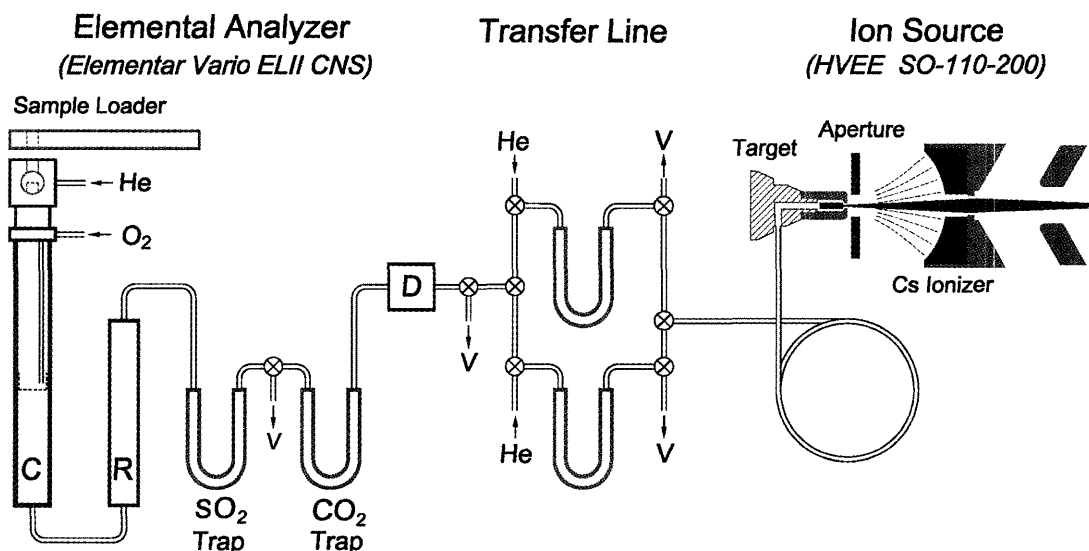 Elemental Analyzer
(Elementar Vario ELII CNS)
Transfer Line
Ion Source
(HVEE SO-110-200)
Sample Loader
He
O2
C
R
SO2
Trap
V
CO2
Trap
D
V
He
He
V
V
Target
Aperture
Cs Ionizer